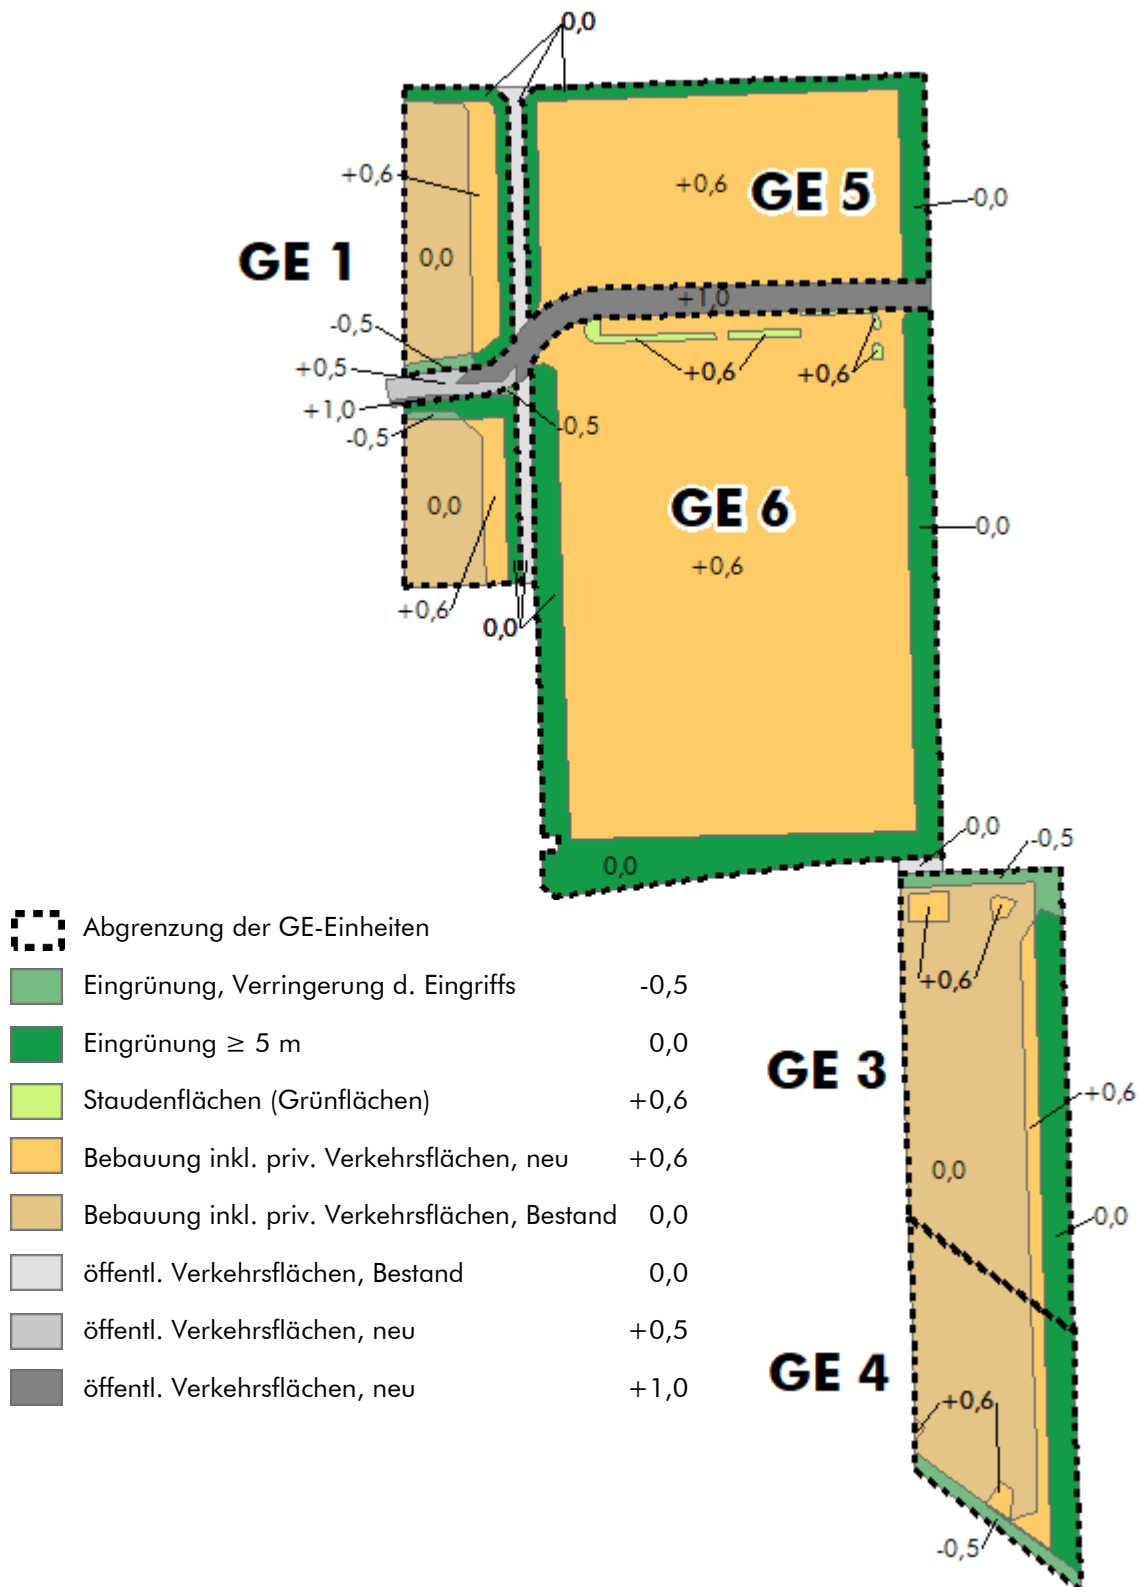 0,0
+0,6
+0,6
GE 5
-0,0
GE 1
0,0
+1,0
-0,5
+0,5
+0,6
+0,6
+1,0
-0,5
-0,5
0,0
GE 6
-0,0
+0,6
+0,6
0,0
0,0
-0,5
0,0
Abgrenzung der GE-Einheiten
Eingrünung, Verringerung d. Eingriffs -0,5
+0,6
Eingrünung ≥ 5 m 0,0
GE 3
Staudenflächen (Grünflächen) +0,6
+0,6
Bebauung inkl. priv. Verkehrsflächen, neu +0,6
0,0
Bebauung inkl. priv. Verkehrsflächen, Bestand 0,0
0,0
öffentl. Verkehrsflächen, Bestand 0,0
öffentl. Verkehrsflächen, neu +0,5
GE 4
öffentl. Verkehrsflächen, neu +1,0
+0,6
-0,5